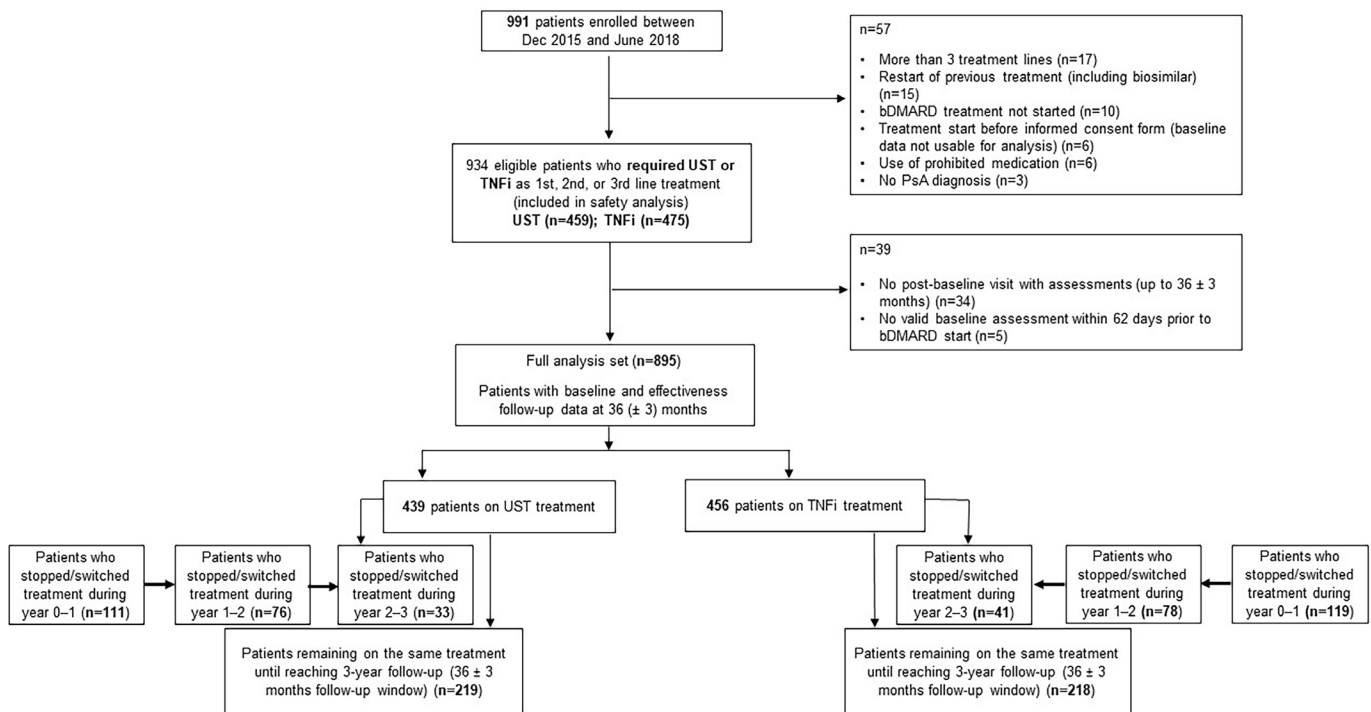 991 patients enrolled between
Dec 2015 and June 2018
n=57
• More than 3 treatment lines (n=17)
• Restart of previous treatment (including biosimilar)
(n=15)
• bDMARD treatment not started (n=10)
• Treatment start before informed consent form (baseline
data not usable for analysis) (n=6)
• Use of prohibited medication (n=6)
• No PsA diagnosis (n=3)
934 eligible patients who required UST or
TNFi as 1st, 2nd, or 3rd line treatment
(included in safety analysis)
UST (n=459); TNFi (n=475)
n=39
• No post-baseline visit with assessments (up to 36 ± 3
months) (n=34)
• No valid baseline assessment within 62 days prior to
bDMARD start (n=5)
Full analysis set (n=895)
Patients with baseline and effectiveness
follow-up data at 36 (± 3) months
439 patients on UST treatment
456 patients on TNFi treatment
Patients who
stopped/switched
treatment during
year 0–1 (n=111)
Patients who
stopped/switched
treatment during
year 1–2 (n=76)
Patients who
stopped/switched
treatment during
year 2–3 (n=33)
Patients who
stopped/switched
treatment during
year 2–3 (n=41)
Patients who
stopped/switched
treatment during
year 1–2 (n=78)
Patients who
stopped/switched
treatment during
year 0–1 (n=119)
Patients remaining on the same treatment
until reaching 3-year follow-up (36 ± 3
months follow-up window) (n=219)
Patients remaining on the same treatment
until reaching 3-year follow-up (36 ± 3
months follow-up window) (n=218)